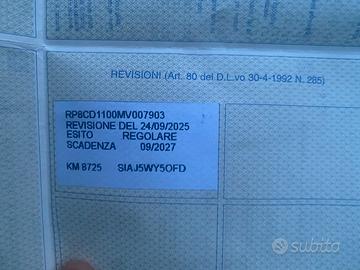 REVISIONI (Art. 80 del D.L.vo 30-4-1992 N. 285)
RP8CD1100MV007903
REVISIONE DEL 24/09/2025
ESITO REGOLARE
SCADENZA 09/2027
KM 8725 SIAJ5WY5OFD
subito